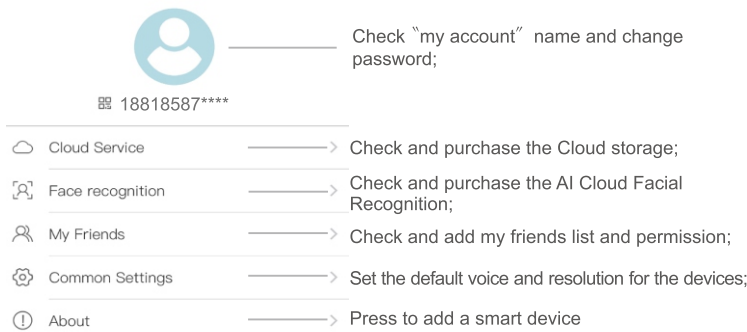 Check〝my account〞name and change
password;
18818587****
Cloud Service
Check and purchase the Cloud storage;
Face recognition
Check and purchase the AI Cloud Facial
Recognition;
My Friends
Check and add my friends list and permission;
Common Settings
Set the default voice and resolution for the devices;
About
Press to add a smart device